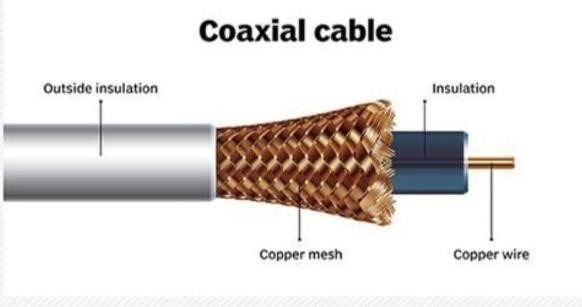 Coaxial cable
Outside insulation
Insulation
Copper mesh
Copper wire